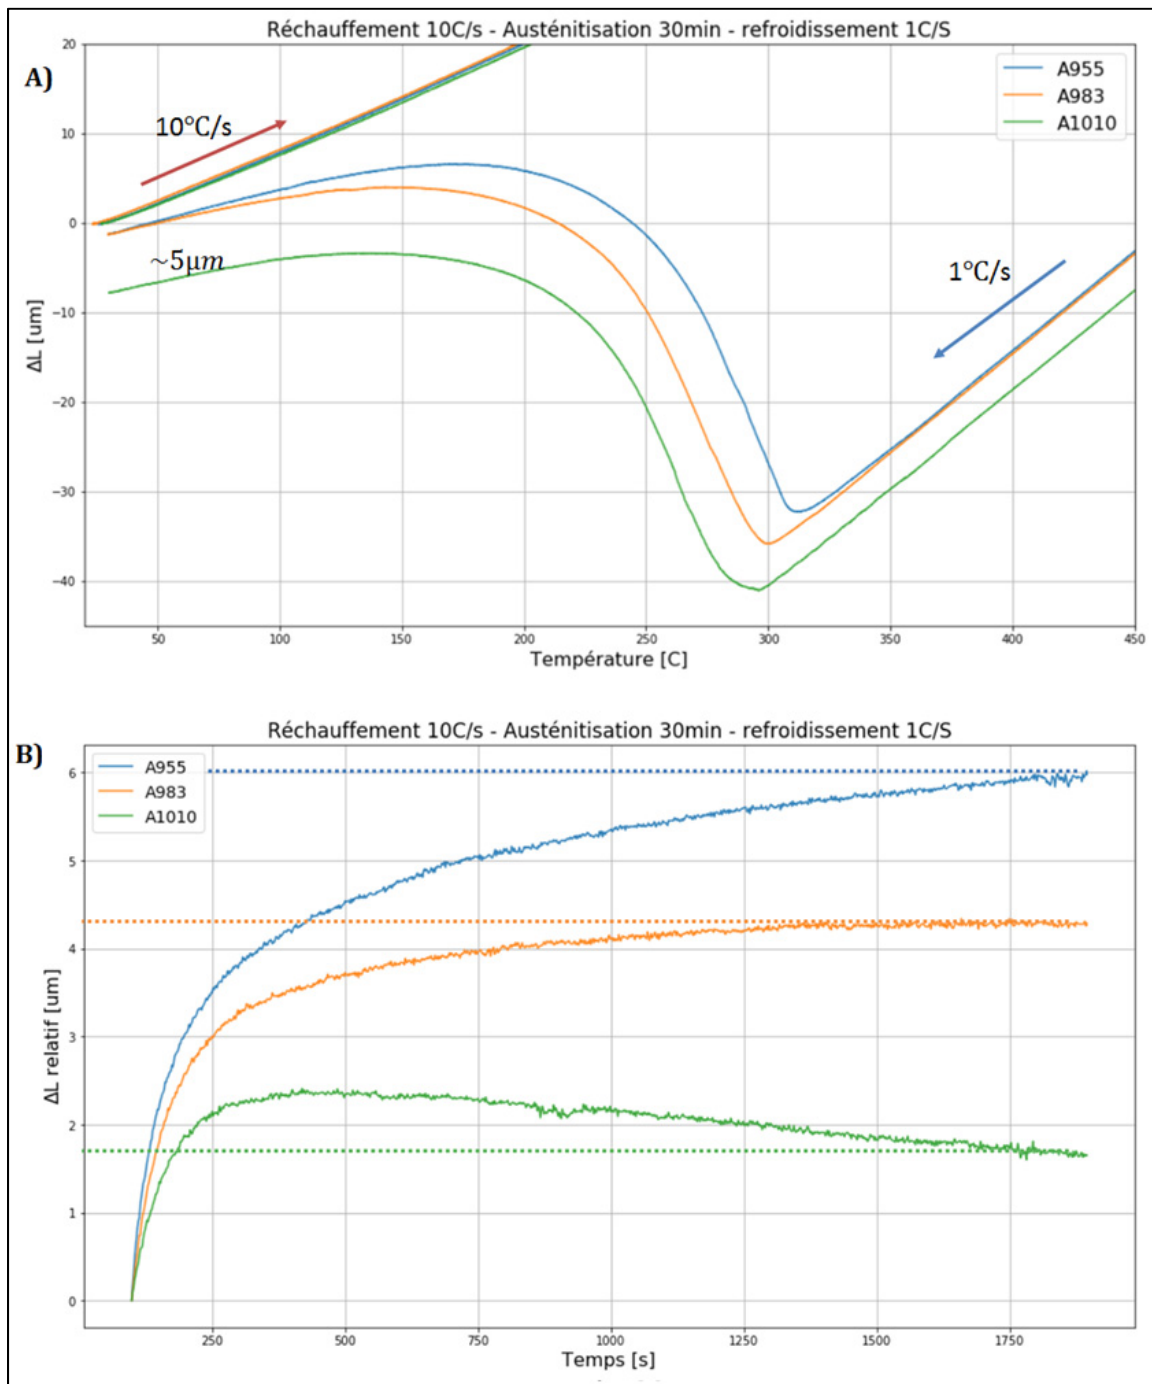 Réchauffement 10C/s - Austénitisation 30min - refroidissement 1C/S
A)
20
10
0
−10
−20
−30
−40
ΔL [um]
10°C/s
~5μm
1°C/s
A955
A983
A1010
50 100 150 200 250 300 350 400 450
Température [C]
Réchauffement 10C/s - Austénitisation 30min - refroidissement 1C/S
B)
A955
A983
A1010
6
5
4
3
2
1
0
ΔL relatif [um]
250 500 750 1000 1250 1500 1750
Temps [s]